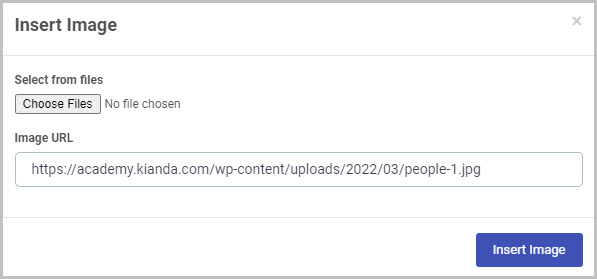 Insert Image ×
Select from files
Choose Files No file chosen
Image URL
https://academy.kianda.com/wp-content/uploads/2022/03/people-1.jpg
Insert Image